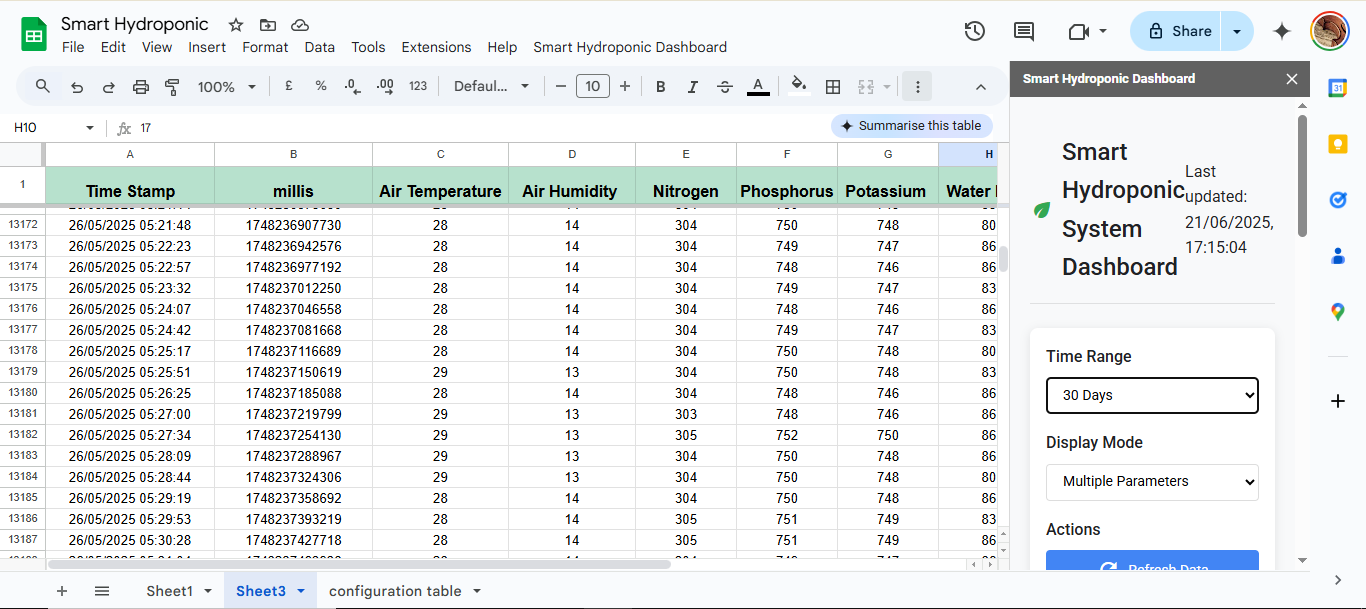 Smart Hydroponic
File Edit View Insert Format Data Tools Extensions Help Smart Hydroponic Dashboard
Share
100% £ % .0 .00 123 Defaul... 10 B I A
H10 fx 17
Summarise this table
A B C D E F G H
1 Time Stamp millis Air Temperature Air Humidity Nitrogen Phosphorus Potassium Water
13172 26/05/2025 05:21:48 1748236907730 28 14 304 750 748 80
13173 26/05/2025 05:22:23 1748236942576 28 14 304 749 747 86
13174 26/05/2025 05:22:57 1748236977192 28 14 304 748 746 86
13175 26/05/2025 05:23:32 1748237012250 28 14 304 749 747 83
13176 26/05/2025 05:24:07 1748237046558 28 14 304 748 746 86
13177 26/05/2025 05:24:42 1748237081668 28 14 304 749 747 83
13178 26/05/2025 05:25:17 1748237116689 28 14 304 750 748 80
13179 26/05/2025 05:25:51 1748237150619 29 13 304 750 748 83
13180 26/05/2025 05:26:25 1748237185088 28 14 304 748 746 86
13181 26/05/2025 05:27:00 1748237219799 29 13 303 748 746 86
13182 26/05/2025 05:27:34 1748237254130 29 13 305 752 750 86
13183 26/05/2025 05:28:09 1748237288967 29 13 304 750 748 86
13184 26/05/2025 05:28:44 1748237324306 29 13 304 750 748 80
13185 26/05/2025 05:29:19 1748237358692 28 14 304 750 748 86
13186 26/05/2025 05:29:53 1748237393219 28 14 305 751 749 83
13187 26/05/2025 05:30:28 1748237427718 28 14 305 751 749 86
Sheet1 Sheet3 configuration table
Smart Hydroponic Dashboard
Smart
Hydroponic
System
Dashboard
Last
updated:
21/06/2025,
17:15:04
Time Range
30 Days
Display Mode
Multiple Parameters
Actions
Refresh Data
31